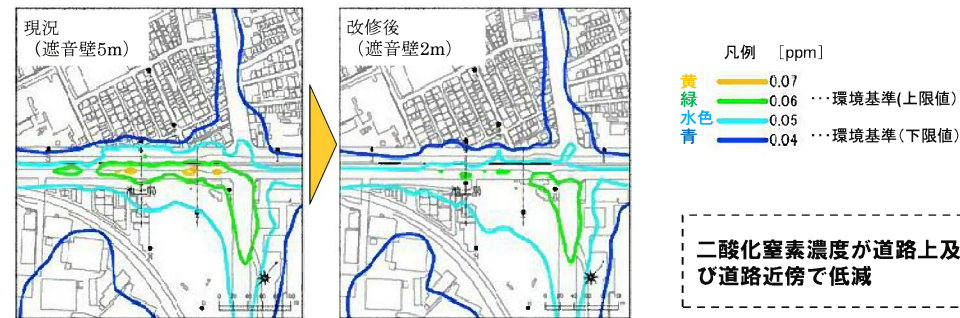 現況
（遮音壁5m）
改修後
（遮音壁2m）
凡例 [ppm]
黄 0.07
緑 0.06 ･･･環境基準(上限値)
水色 0.05
青 0.04 ･･･環境基準(下限値)
二酸化窒素濃度が道路上及
び道路近傍で低減